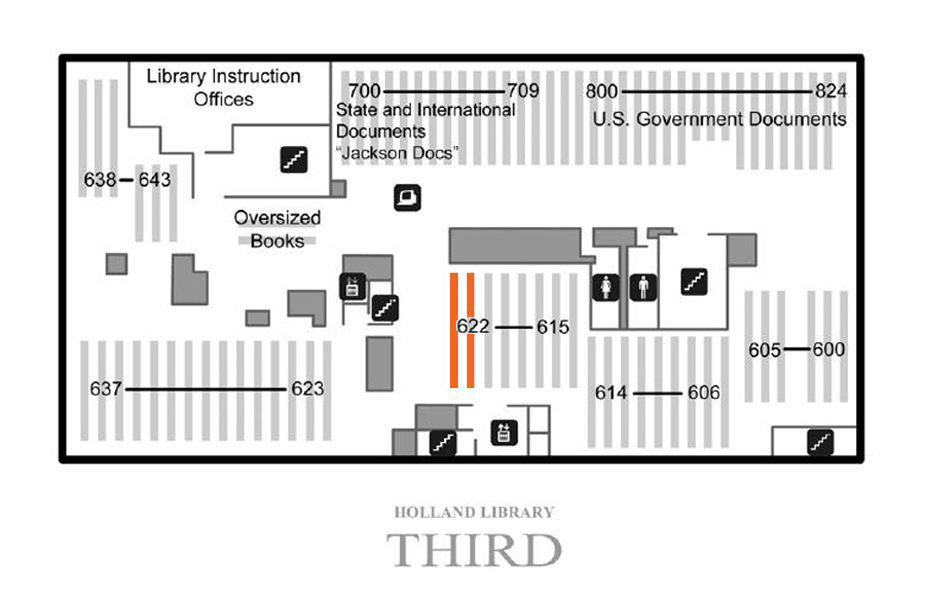 Library Instruction
Offices
700 709
800 824
State and International
Documents
"Jackson Docs"
U.S. Government Documents
638 643
Oversized
Books
622 615
605 600
637 623
614 606
HOLLAND LIBRARY
THIRD